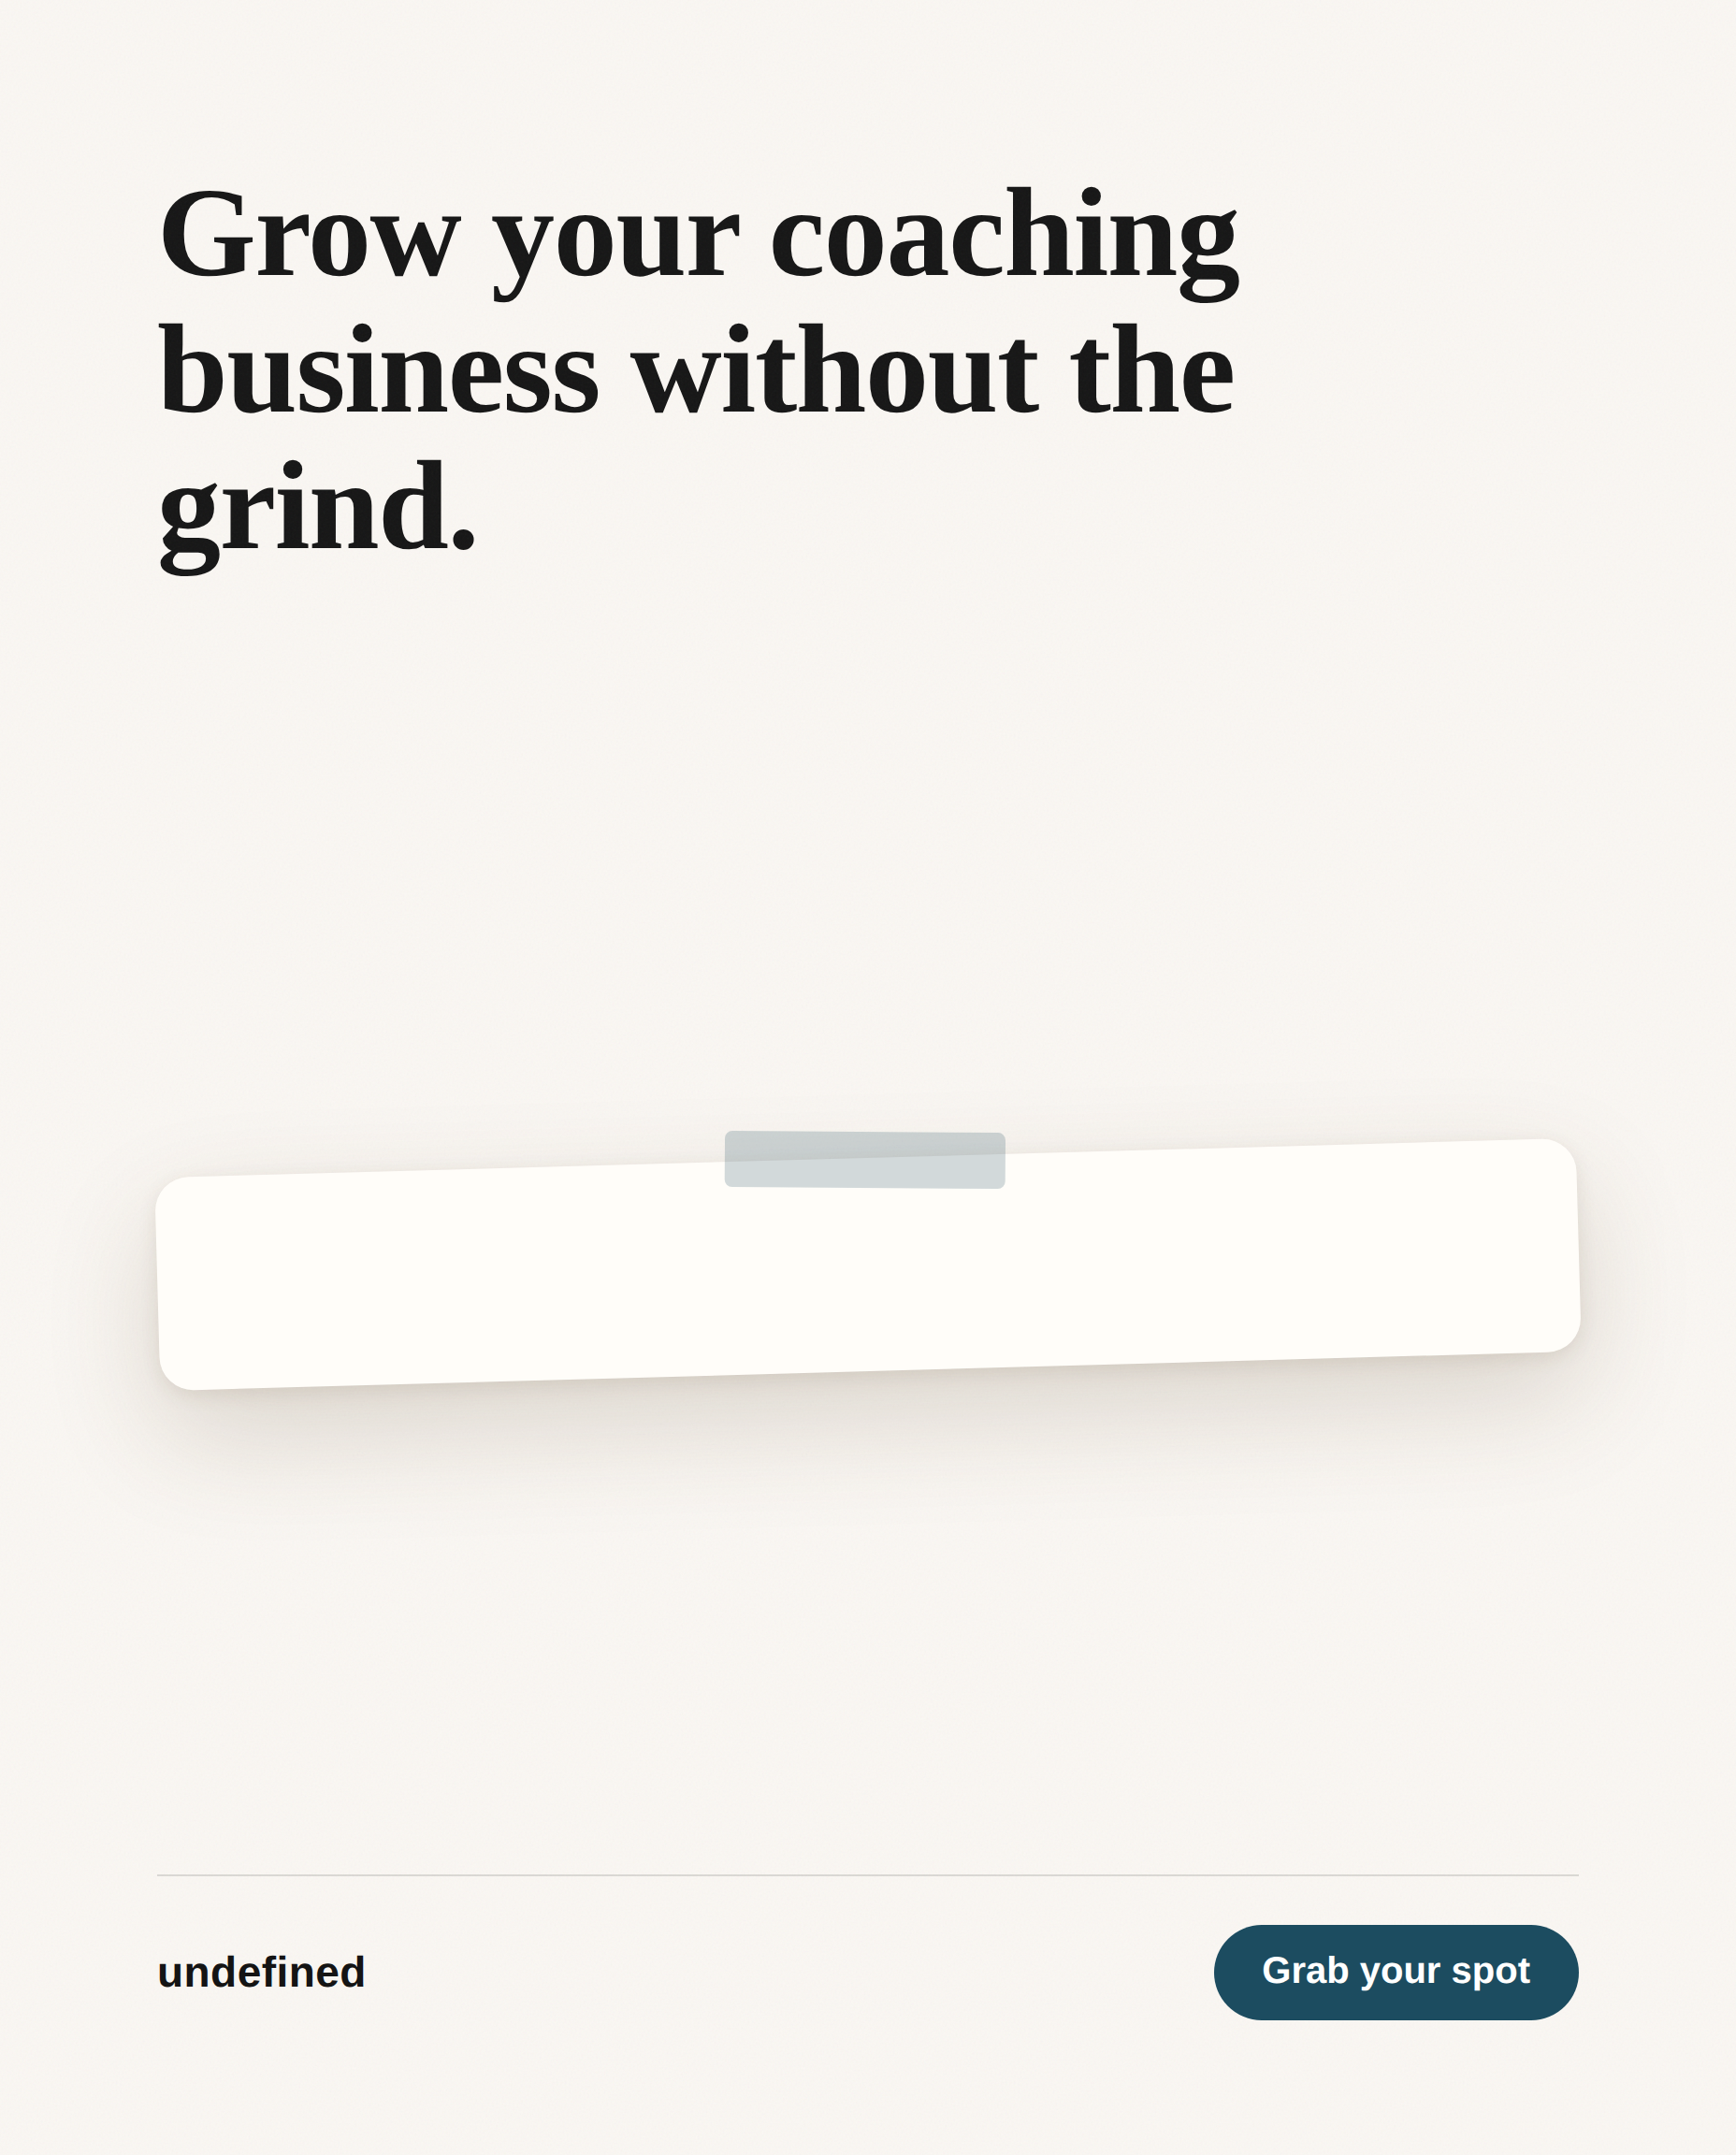 Grow your coaching
business without the
grind.
undefined
Grab your spot